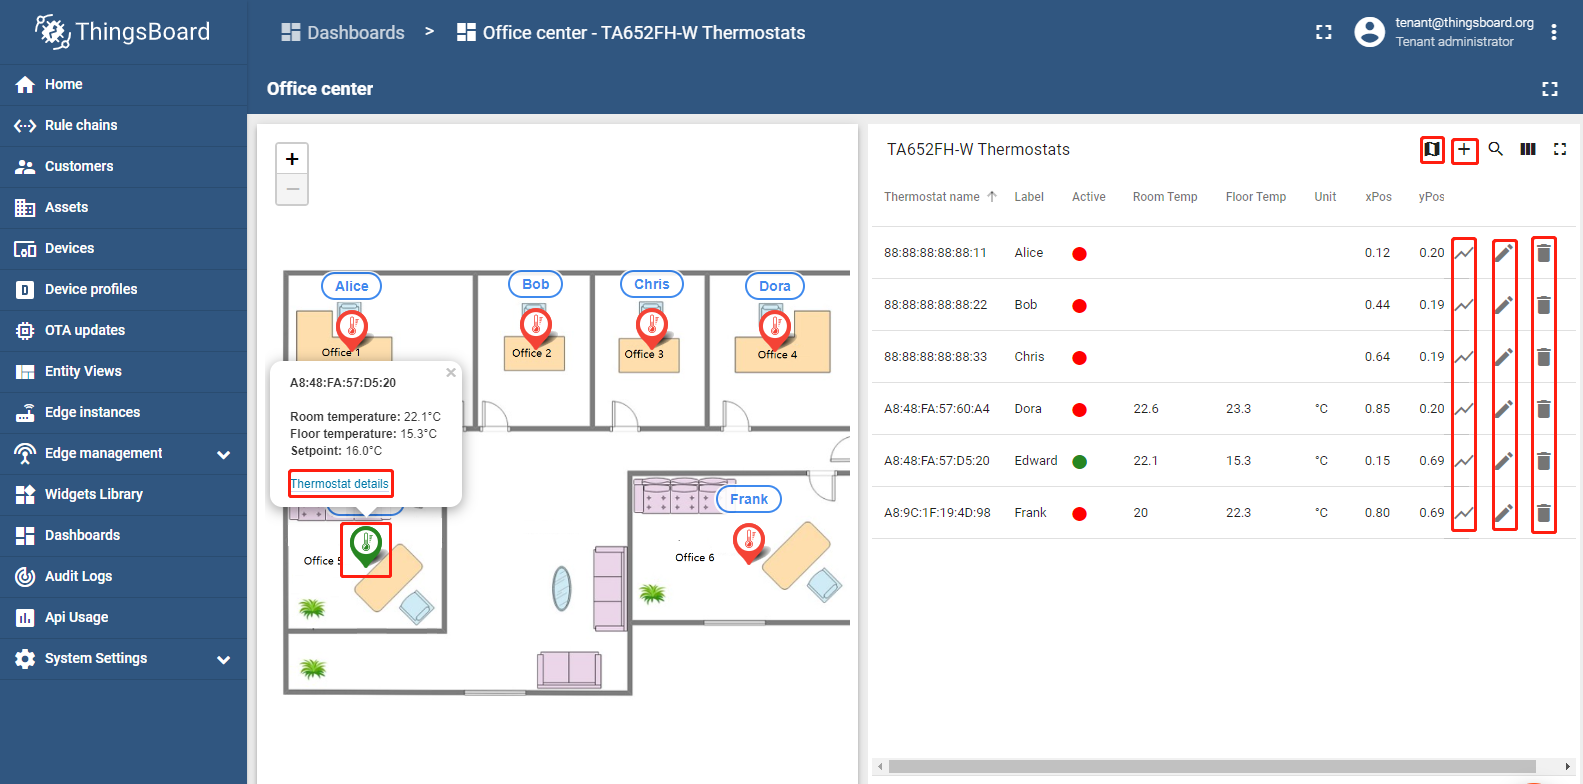 ThingsBoard
Dashboards > Office center - TA652FH-W Thermostats
tenant@thingsboard.org
Tenant administrator
Office center
Home
Rule chains
Customers
Assets
Devices
Device profiles
OTA updates
Entity Views
Edge instances
Edge management
Widgets Library
Dashboards
Audit Logs
Api Usage
System Settings
+
−
Alice
Bob
Chris
Dora
Office 1
Office 2
Office 3
Office 4
A8:48:FA:57:D5:20
×
Room temperature: 22.1°C
Floor temperature: 15.3°C
Setpoint: 16.0°C
Thermostat details
Frank
Office 5
Office 6
TA652FH-W Thermostats
Thermostat name Label Active Room Temp Floor Temp Unit xPos yPos
88:88:88:88:88:11 Alice 0.12 0.20
88:88:88:88:88:22 Bob 0.44 0.19
88:88:88:88:88:33 Chris 0.64 0.19
A8:48:FA:57:60:A4 Dora 22.6 23.3 °C 0.85 0.20
A8:48:FA:57:D5:20 Edward 22.1 15.3 °C 0.15 0.69
A8:9C:1F:19:4D:98 Frank 20 22.3 °C 0.80 0.69